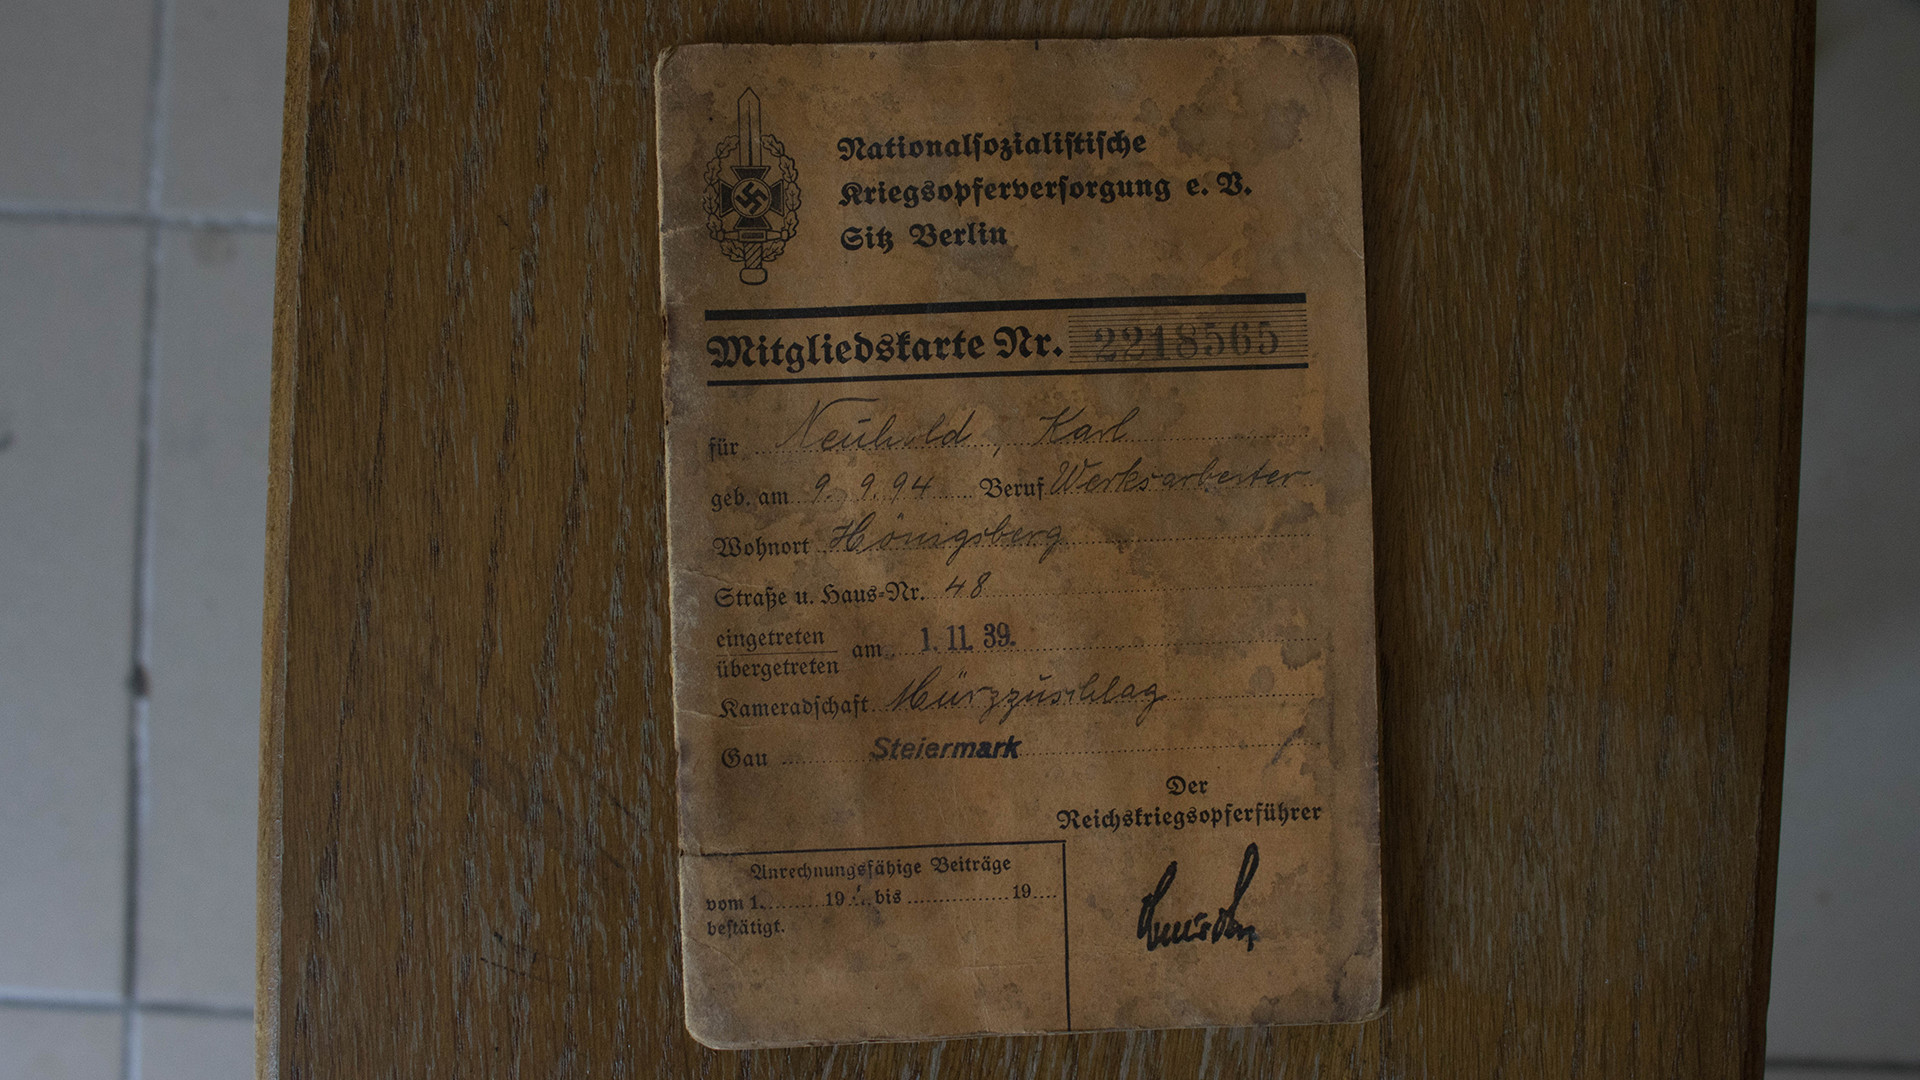 Nationalsozialistische
Kriegsopferversorgung e. V.
Sitz Berlin
Mitgliedskarte Nr. 2218565
für Neuhold, Karl
geb. am 9. 9. 94 Beruf Werksarbeiter
Wohnort Hönigsberg
Straße u. Haus-Nr. 48
eingetreten
übergetreten am 1. 11. 39.
Kameradschaft Mürzzuschlag
Gau Steiermark
Der
Reichskriegsopferführer
Anrechnungsfähige Beiträge
vom 1. 19 bis 19
bestätigt.